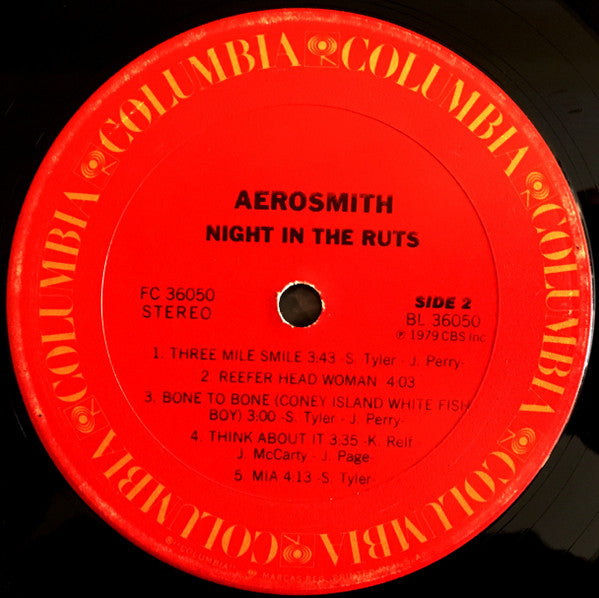 COLUMBIA COLUMBIA COLUMBIA COLUMBIA COLUMBIA COLUMBIA
AEROSMITH
NIGHT IN THE RUTS
FC 36050
STEREO
SIDE 2
BL 36050
℗ 1979 CBS Inc
1. THREE MILE SMILE 3:43 -S. Tyler - J. Perry-
2. REEFER HEAD WOMAN 4:03
3. BONE TO BONE (CONEY ISLAND WHITE FISH
BOY) 3:00 -S. Tyler - J. Perry-
4. THINK ABOUT IT 3:35 -K. Relf -
J. McCarty - J. Page-
5. MIA 4:13 -S. Tyler-
"COLUMBIA" MARCAS REG.